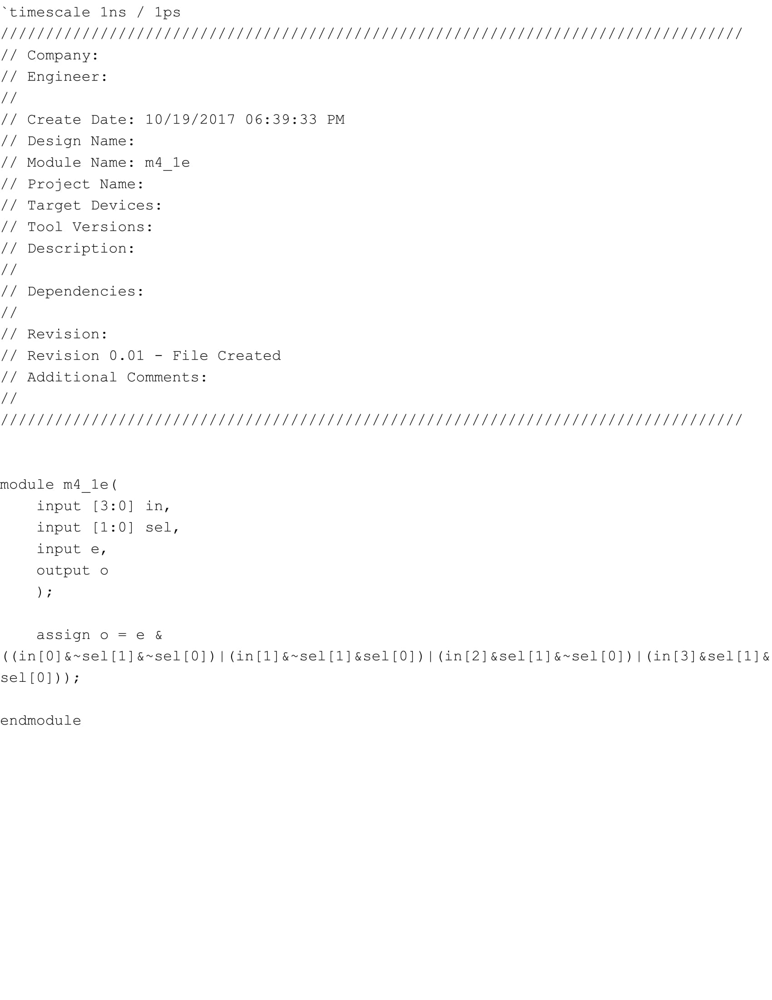 `timescale 1ns / 1ps
//////////////////////////////////////////////////////////////////////////////////
// Company:
// Engineer:
//
// Create Date: 10/19/2017 06:39:33 PM
// Design Name:
// Module Name: m4_1e
// Project Name:
// Target Devices:
// Tool Versions:
// Description:
//
// Dependencies:
//
// Revision:
// Revision 0.01 - File Created
// Additional Comments:
//
//////////////////////////////////////////////////////////////////////////////////
module m4_1e(
    input [3:0] in,
    input [1:0] sel,
    input e,
    output o
    );
    assign o = e &
((in[0]&~sel[1]&~sel[0])|(in[1]&~sel[1]&sel[0])|(in[2]&sel[1]&~sel[0])|(in[3]&sel[1]&
sel[0]));
endmodule